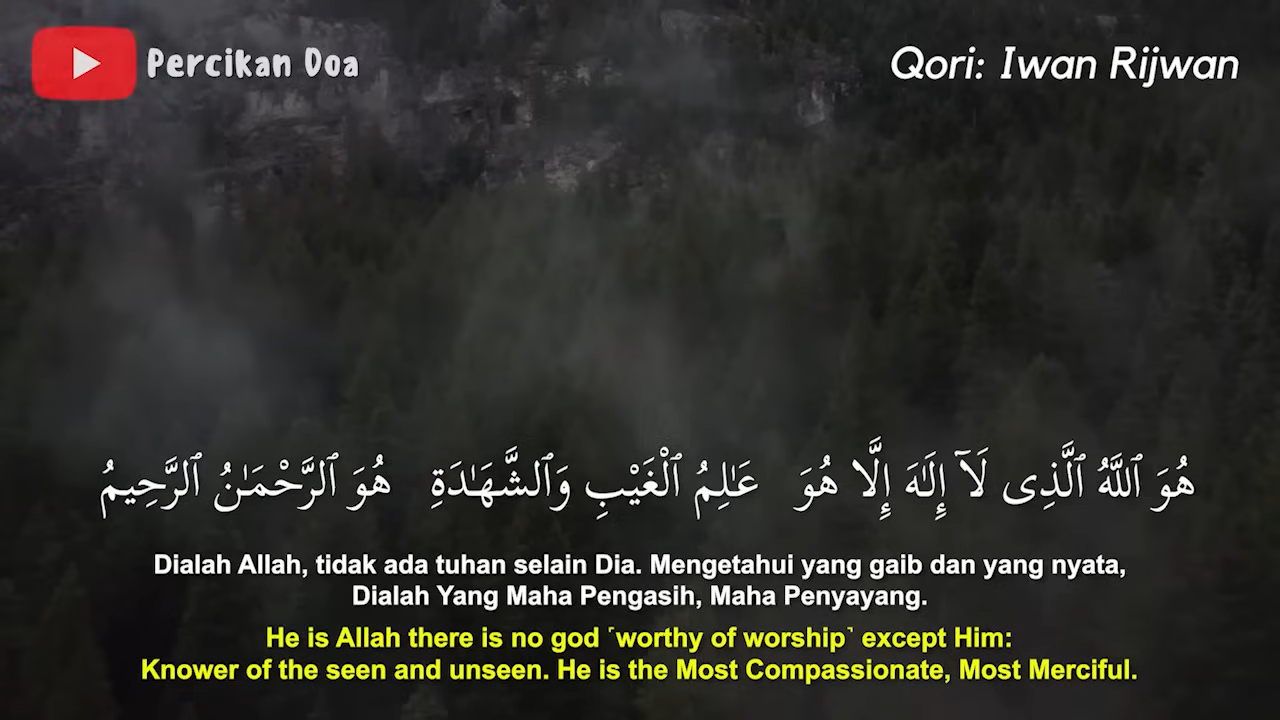 Percikan Doa
Qori: Iwan Rijwan
هُوَ ٱللَّهُ ٱلَّذِى لَآ إِلَٰهَ إِلَّا هُوَ عَـٰلِمُ ٱلْغَيْبِ وَٱلشَّهَـٰدَةِ هُوَ ٱلرَّحْمَـٰنُ ٱلرَّحِيمُ
Dialah Allah, tidak ada tuhan selain Dia. Mengetahui yang gaib dan yang nyata,
Dialah Yang Maha Pengasih, Maha Penyayang.
He is Allah there is no god ˹worthy of worship˺ except Him:
Knower of the seen and unseen. He is the Most Compassionate, Most Merciful.